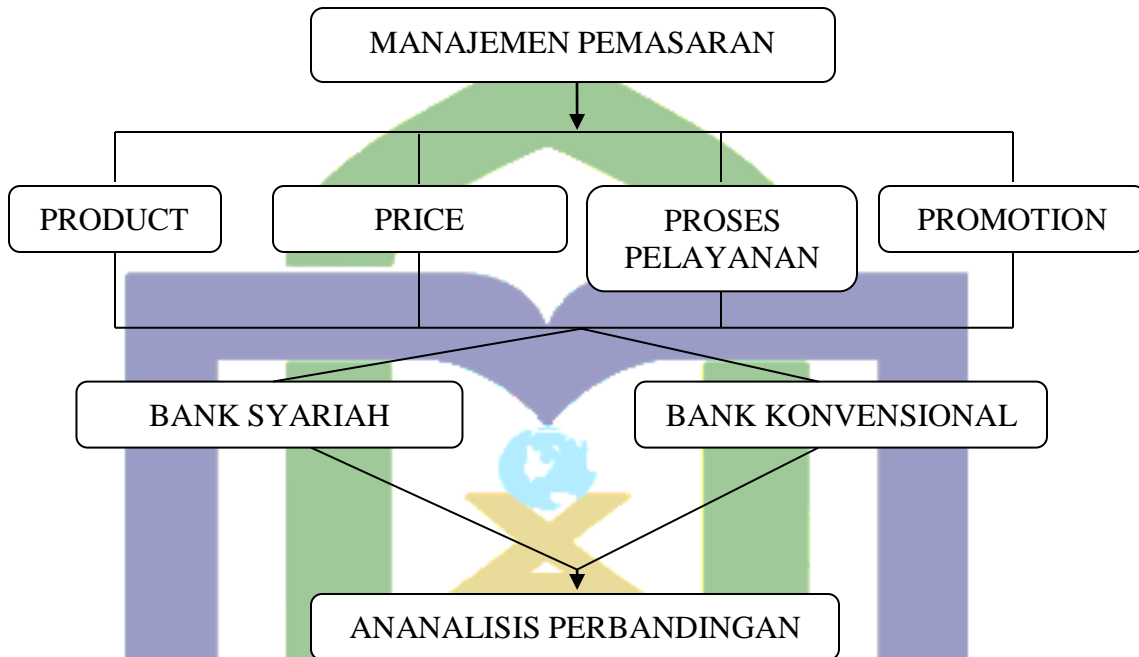 MANAJEMEN PEMASARAN
PRODUCT
PRICE
PROSES
PELAYANAN
PROMOTION
BANK SYARIAH
BANK KONVENSIONAL
ANANALISIS PERBANDINGAN